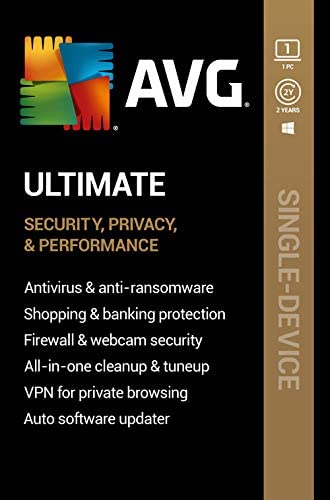 AVG
®
®
1
1 PC
2Y
2 YEARS
ULTIMATE
SECURITY, PRIVACY,
& PERFORMANCE
Antivirus & anti-ransomware
Shopping & banking protection
Firewall & webcam security
All-in-one cleanup & tuneup
VPN for private browsing
Auto software updater
SINGLE-DEVICE